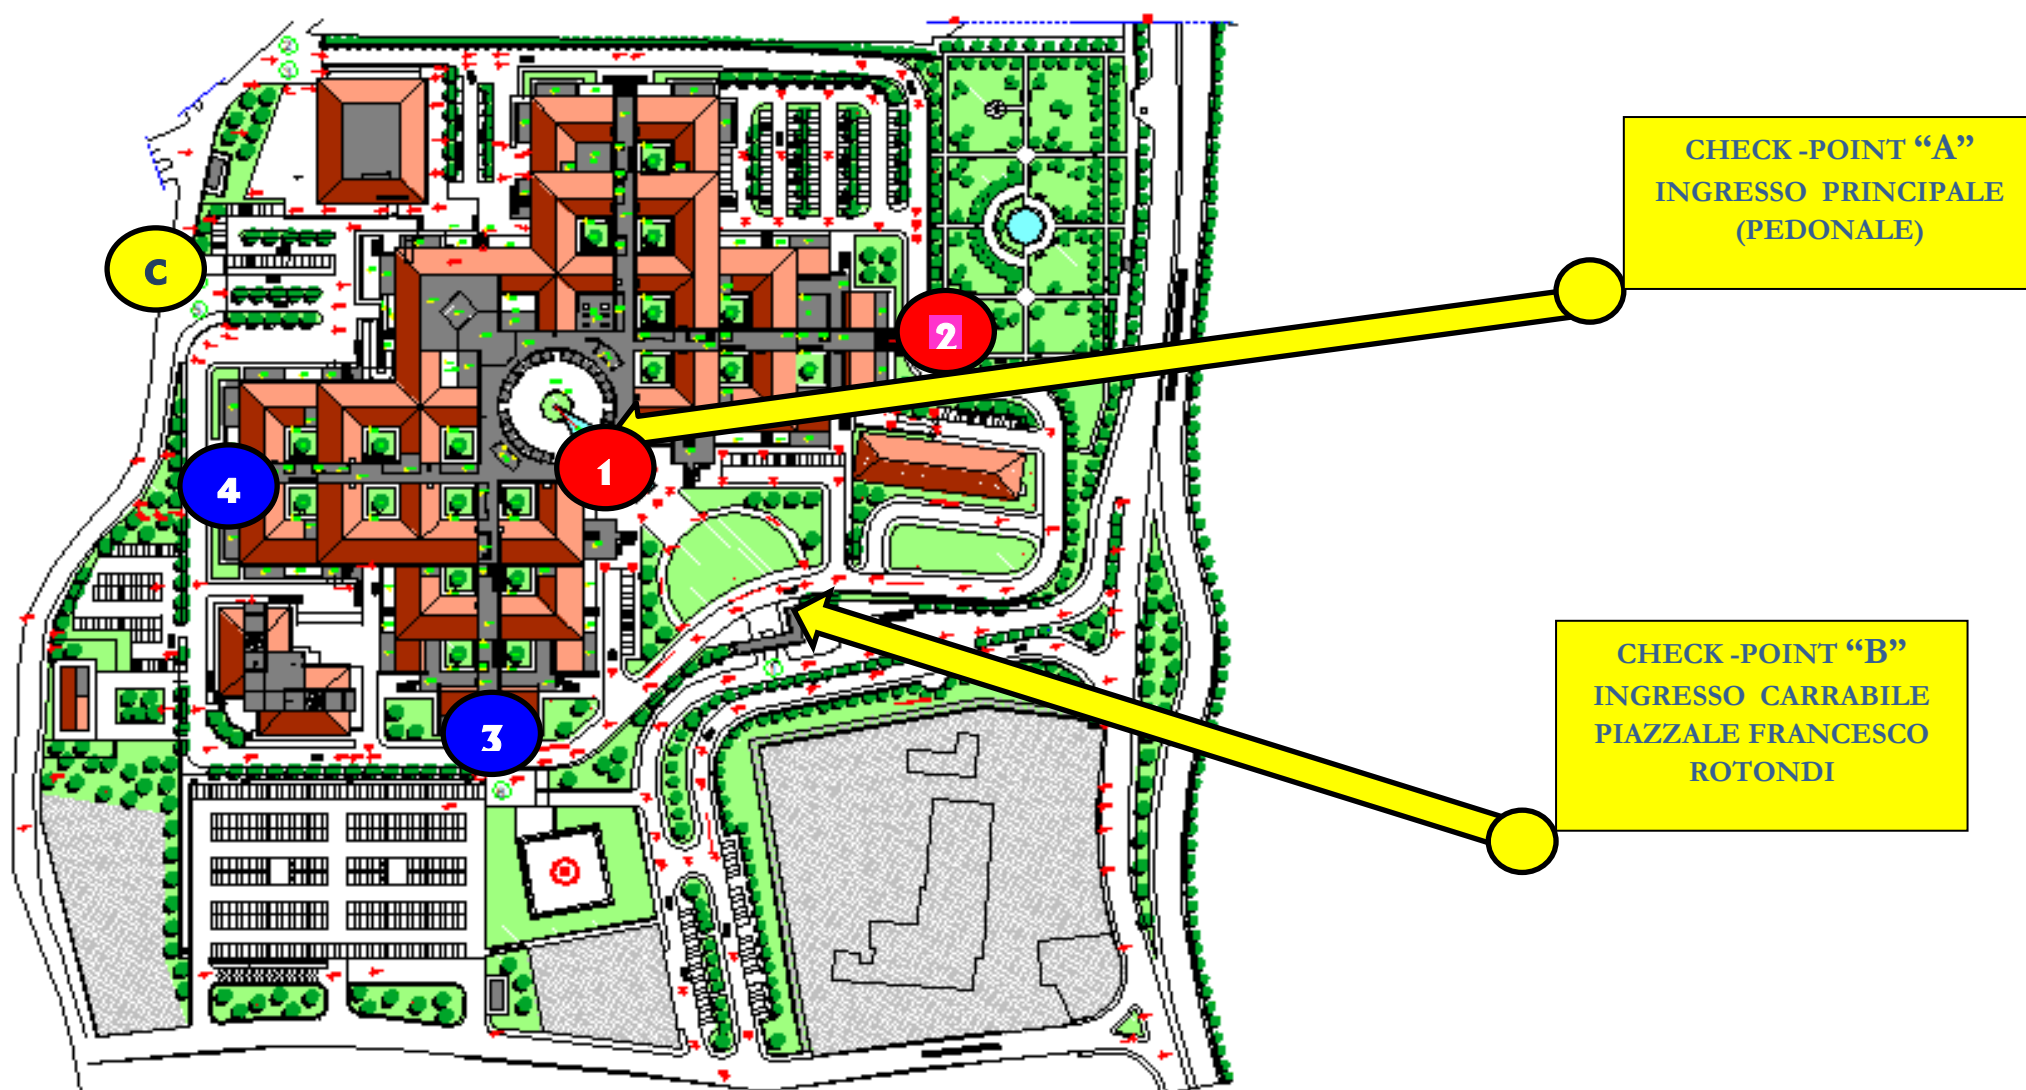 CHECK -POINT “A”
INGRESSO PRINCIPALE
(PEDONALE)
C
2
1
4
3
CHECK -POINT “B”
INGRESSO CARRABILE
PIAZZALE FRANCESCO
ROTONDI